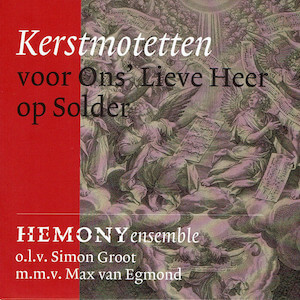 Kerstmotetten
voor Ons' Lieve Heer
op Solder
HEMONY ensemble
o.l.v. Simon Groot
m.m.v. Max van Egmond